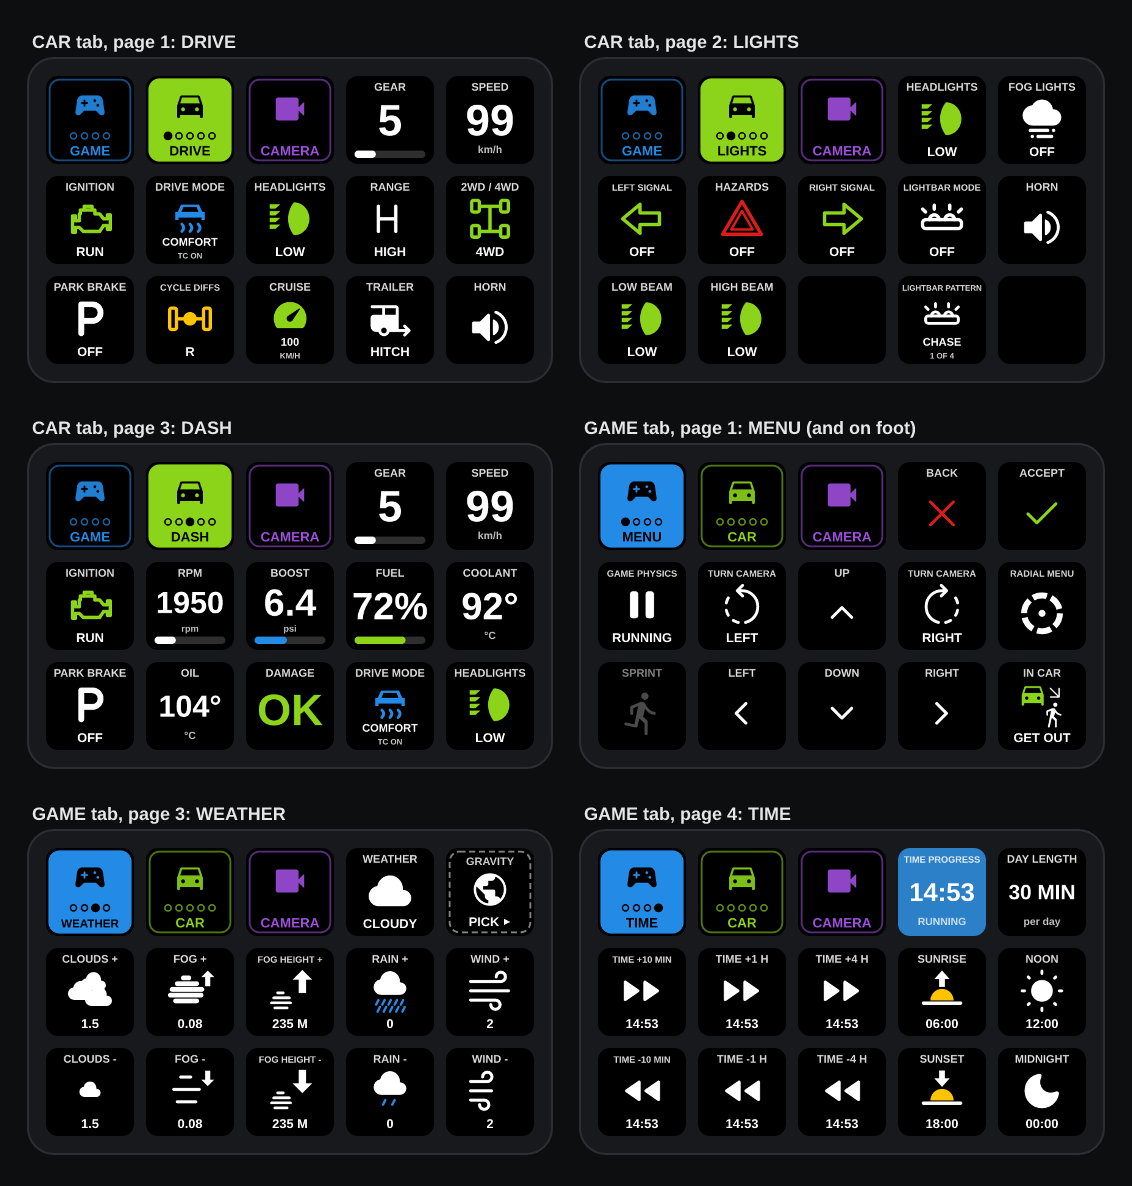 CAR tab, page 1: DRIVE
GAME
DRIVE
CAMERA
GEAR
5
SPEED
99
km/h
IGNITION
RUN
DRIVE MODE
COMFORT
TC ON
HEADLIGHTS
LOW
RANGE
H
HIGH
2WD / 4WD
4WD
PARK BRAKE
P
OFF
CYCLE DIFFS
R
CRUISE
100
KM/H
TRAILER
HITCH
HORN
CAR tab, page 2: LIGHTS
GAME
LIGHTS
CAMERA
HEADLIGHTS
LOW
FOG LIGHTS
OFF
LEFT SIGNAL
OFF
HAZARDS
OFF
RIGHT SIGNAL
OFF
LIGHTBAR MODE
OFF
HORN
LOW BEAM
LOW
HIGH BEAM
LOW
LIGHTBAR PATTERN
CHASE
1 OF 4
CAR tab, page 3: DASH
GAME
DASH
CAMERA
GEAR
5
SPEED
99
km/h
IGNITION
RUN
RPM
1950
rpm
BOOST
6.4
psi
FUEL
72%
COOLANT
92°
°C
PARK BRAKE
P
OFF
OIL
104°
°C
DAMAGE
OK
DRIVE MODE
COMFORT
TC ON
HEADLIGHTS
LOW
GAME tab, page 1: MENU (and on foot)
MENU
CAR
CAMERA
BACK
ACCEPT
GAME PHYSICS
RUNNING
TURN CAMERA
LEFT
UP
TURN CAMERA
RIGHT
RADIAL MENU
SPRINT
LEFT
DOWN
RIGHT
IN CAR
GET OUT
GAME tab, page 3: WEATHER
WEATHER
CAR
CAMERA
WEATHER
CLOUDY
GRAVITY
PICK ▸
CLOUDS +
1.5
FOG +
0.08
FOG HEIGHT +
235 M
RAIN +
0
WIND +
2
CLOUDS -
1.5
FOG -
0.08
FOG HEIGHT -
235 M
RAIN -
0
WIND -
2
GAME tab, page 4: TIME
TIME
CAR
CAMERA
TIME PROGRESS
14:53
RUNNING
DAY LENGTH
30 MIN
per day
TIME +10 MIN
14:53
TIME +1 H
14:53
TIME +4 H
14:53
SUNRISE
06:00
NOON
12:00
TIME -10 MIN
14:53
TIME -1 H
14:53
TIME -4 H
14:53
SUNSET
18:00
MIDNIGHT
00:00